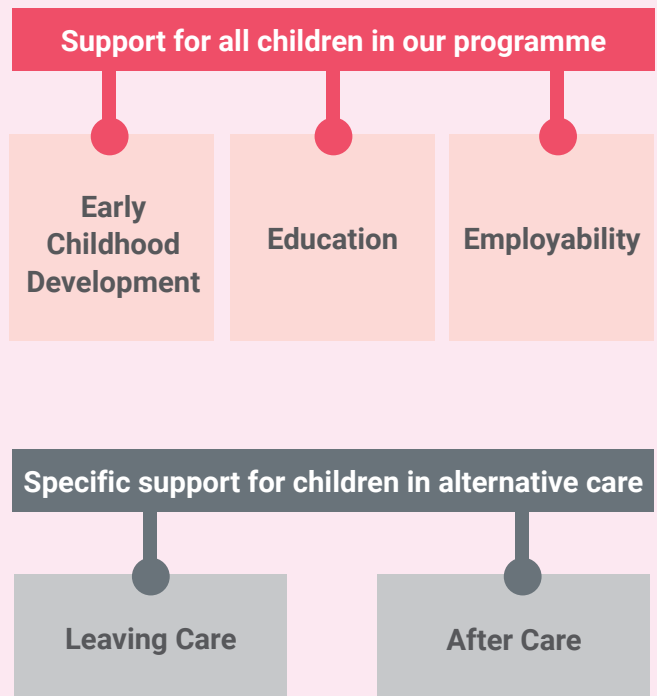 Support for all children in our programme
Early
Childhood
Development
Education
Employability
Specific support for children in alternative care
Leaving Care
After Care